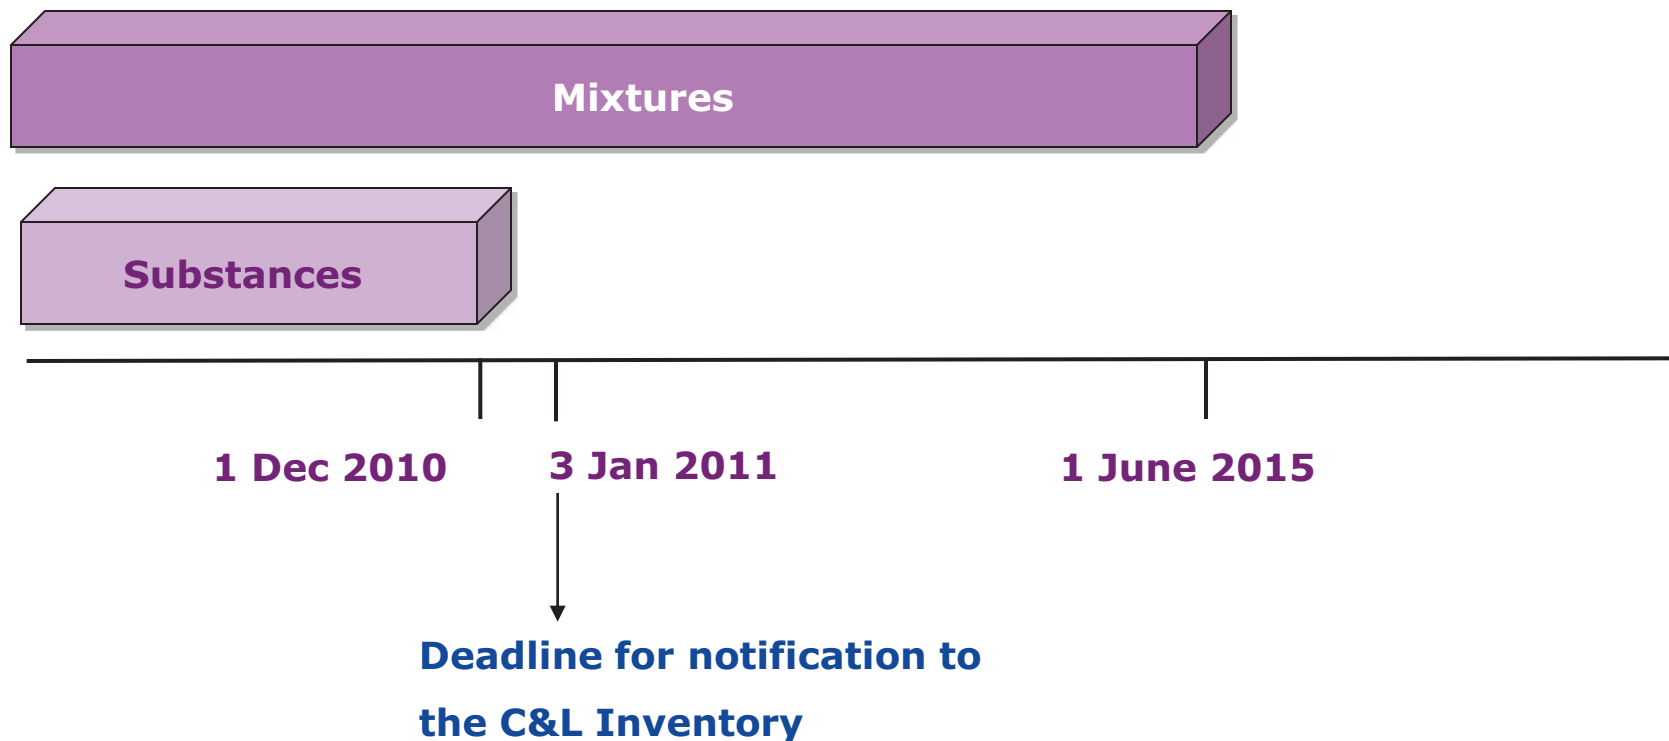 Mixtures
Substances
1 Dec 2010
3 Jan 2011
1 June 2015
Deadline for notification to
the C&L Inventory